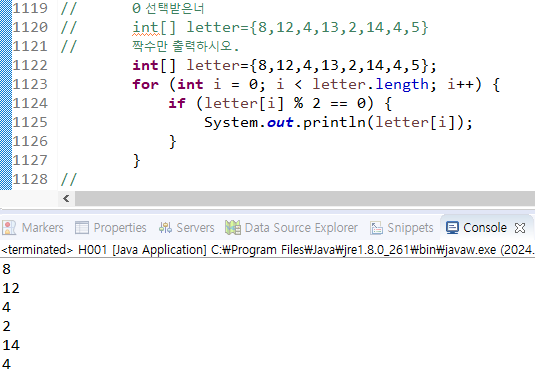 1119 //      0 선택받은너
1120 //      int[] letter={8,12,4,13,2,14,4,5}
1121 //      짝수만 출력하시오.
1122        int[] letter={8,12,4,13,2,14,4,5};
1123        for (int i = 0; i < letter.length; i++) {
1124            if (letter[i] % 2 == 0) {
1125                System.out.println(letter[i]);
1126            }
1127        }
1128 //
Markers Properties Servers Data Source Explorer Snippets Console
<terminated> H001 [Java Application] C:₩Program Files₩Java₩jre1.8.0_261₩bin₩javaw.exe (2024.
8
12
4
2
14
4